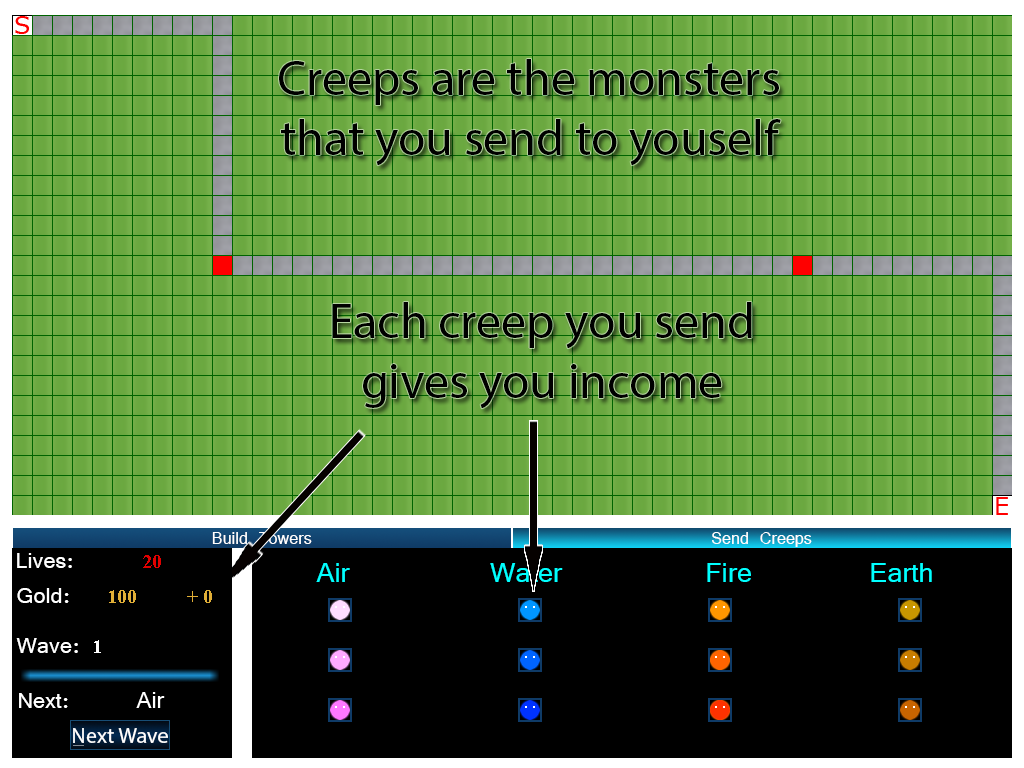 S
Creeps are the monsters
that you send to youself
Each creep you send
gives you income
E
Build Towers
Send Creeps
Lives: 20
Gold: 100 + 0
Wave: 1
Next: Air
Next Wave
Air Water Fire Earth